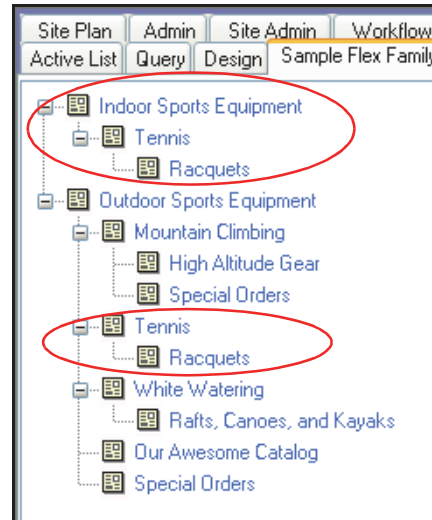 Site Plan Admin Site Admin Workflow
Active List Query Design Sample Flex Family
Indoor Sports Equipment
Tennis
Racquets
Outdoor Sports Equipment
Mountain Climbing
High Altitude Gear
Special Orders
Tennis
Racquets
White Watering
Rafts, Canoes, and Kayaks
Our Awesome Catalog
Special Orders